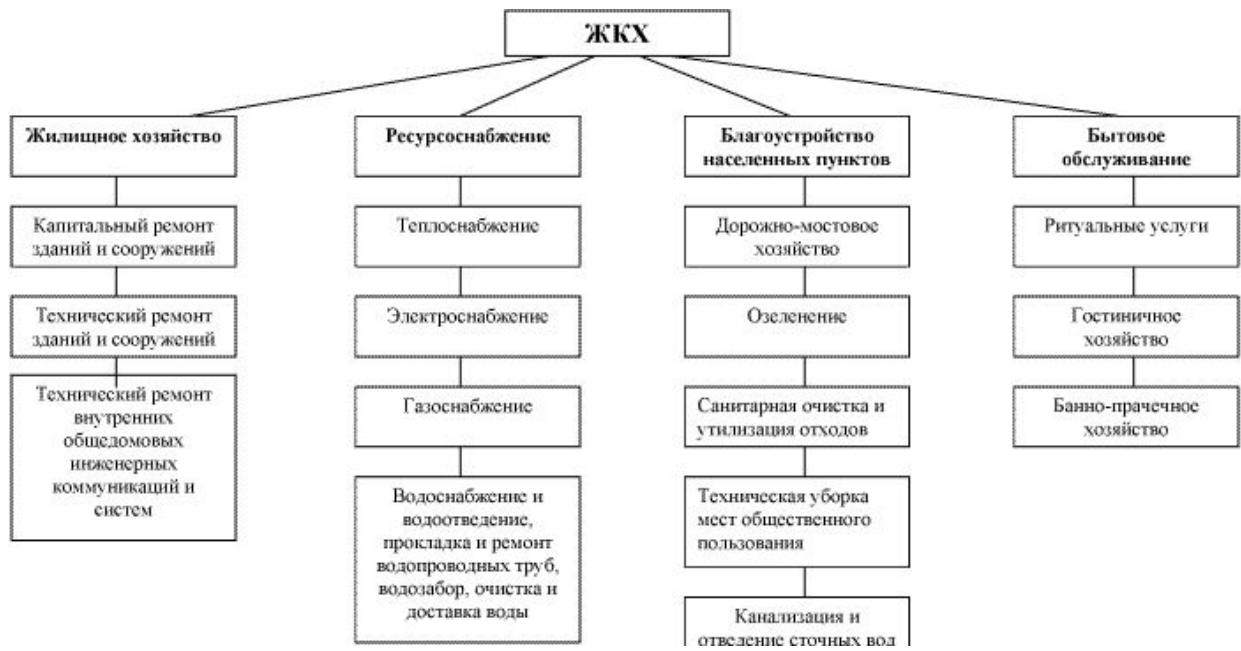 ЖКХ
Жилищное хозяйство
Капитальный ремонт
зданий и сооружений
Технический ремонт
зданий и сооружений
Технический ремонт
внутренних
общедомовых
инженерных
коммуникаций и
систем
Ресурсоснабжение
Теплоснабжение
Электроснабжение
Газоснабжение
Водоснабжение и
водоотведение,
прокладка и ремонт
водопроводных труб,
водозабор, очистка и
доставка воды
Благоустройство
населенных пунктов
Дорожно-мостовое
хозяйство
Озеленение
Санитарная очистка и
утилизация отходов
Техническая уборка
мест общественного
пользования
Канализация и
отведение сточных вод
Бытовое
обслуживание
Ритуальные услуги
Гостиничное
хозяйство
Банно-прачечное
хозяйство